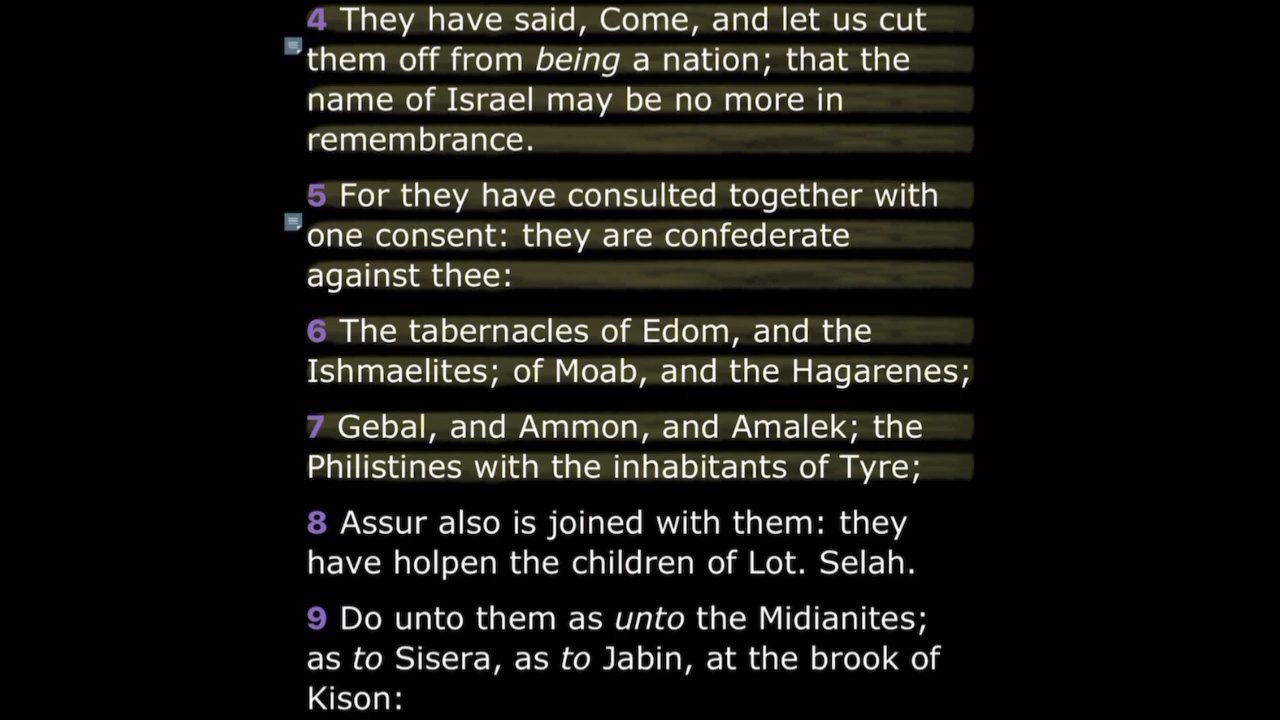 4 They have said, Come, and let us cut
them off from being a nation; that the
name of Israel may be no more in
remembrance.
5 For they have consulted together with
one consent: they are confederate
against thee:
6 The tabernacles of Edom, and the
Ishmaelites; of Moab, and the Hagarenes;
7 Gebal, and Ammon, and Amalek; the
Philistines with the inhabitants of Tyre;
8 Assur also is joined with them: they
have holpen the children of Lot. Selah.
9 Do unto them as unto the Midianites;
as to Sisera, as to Jabin, at the brook of
Kison: